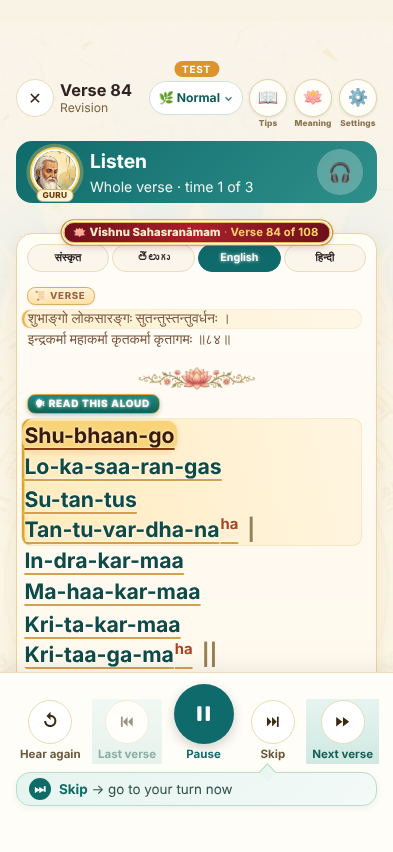 TEST
Verse 84
Revision
Normal
Tips
Meaning
Settings
GURU
Listen
Whole verse · time 1 of 3
Vishnu Sahasranāmam · Verse 84 of 108
संस्कृत
తెలుగు
English
हिन्दी
VERSE
शुभाङ्गो लोकसारङ्गः सुतन्तुस्तन्तुवर्धनः ।
इन्द्रकर्मा महाकर्मा कृतकर्मा कृतागमः ॥८४॥
READ THIS ALOUD
Shu-bhaan-go
Lo-ka-saa-ran-gas
Su-tan-tus
Tan-tu-var-dha-na ha |
In-dra-kar-maa
Ma-haa-kar-maa
Kri-ta-kar-maa
Kri-taa-ga-ma ha ||
Hear again
Last verse
Pause
Skip
Next verse
Skip → go to your turn now